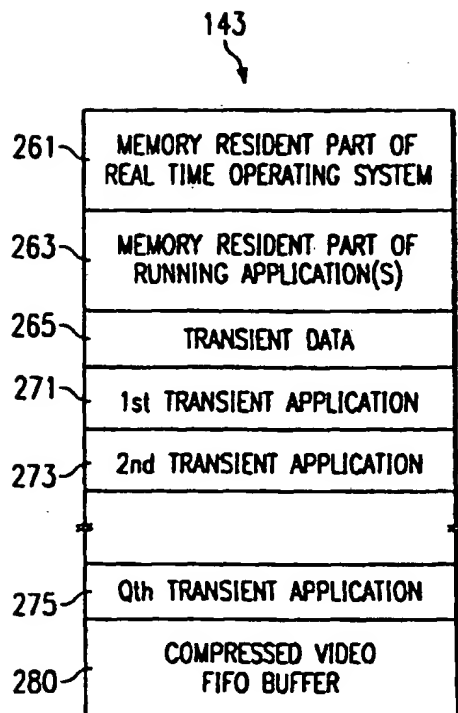 143
261
MEMORY RESIDENT PART OF
REAL TIME OPERATING SYSTEM
263
MEMORY RESIDENT PART OF
RUNNING APPLICATION(S)
265
TRANSIENT DATA
271
1st TRANSIENT APPLICATION
273
2nd TRANSIENT APPLICATION
275
Qth TRANSIENT APPLICATION
280
COMPRESSED VIDEO
FIFO BUFFER